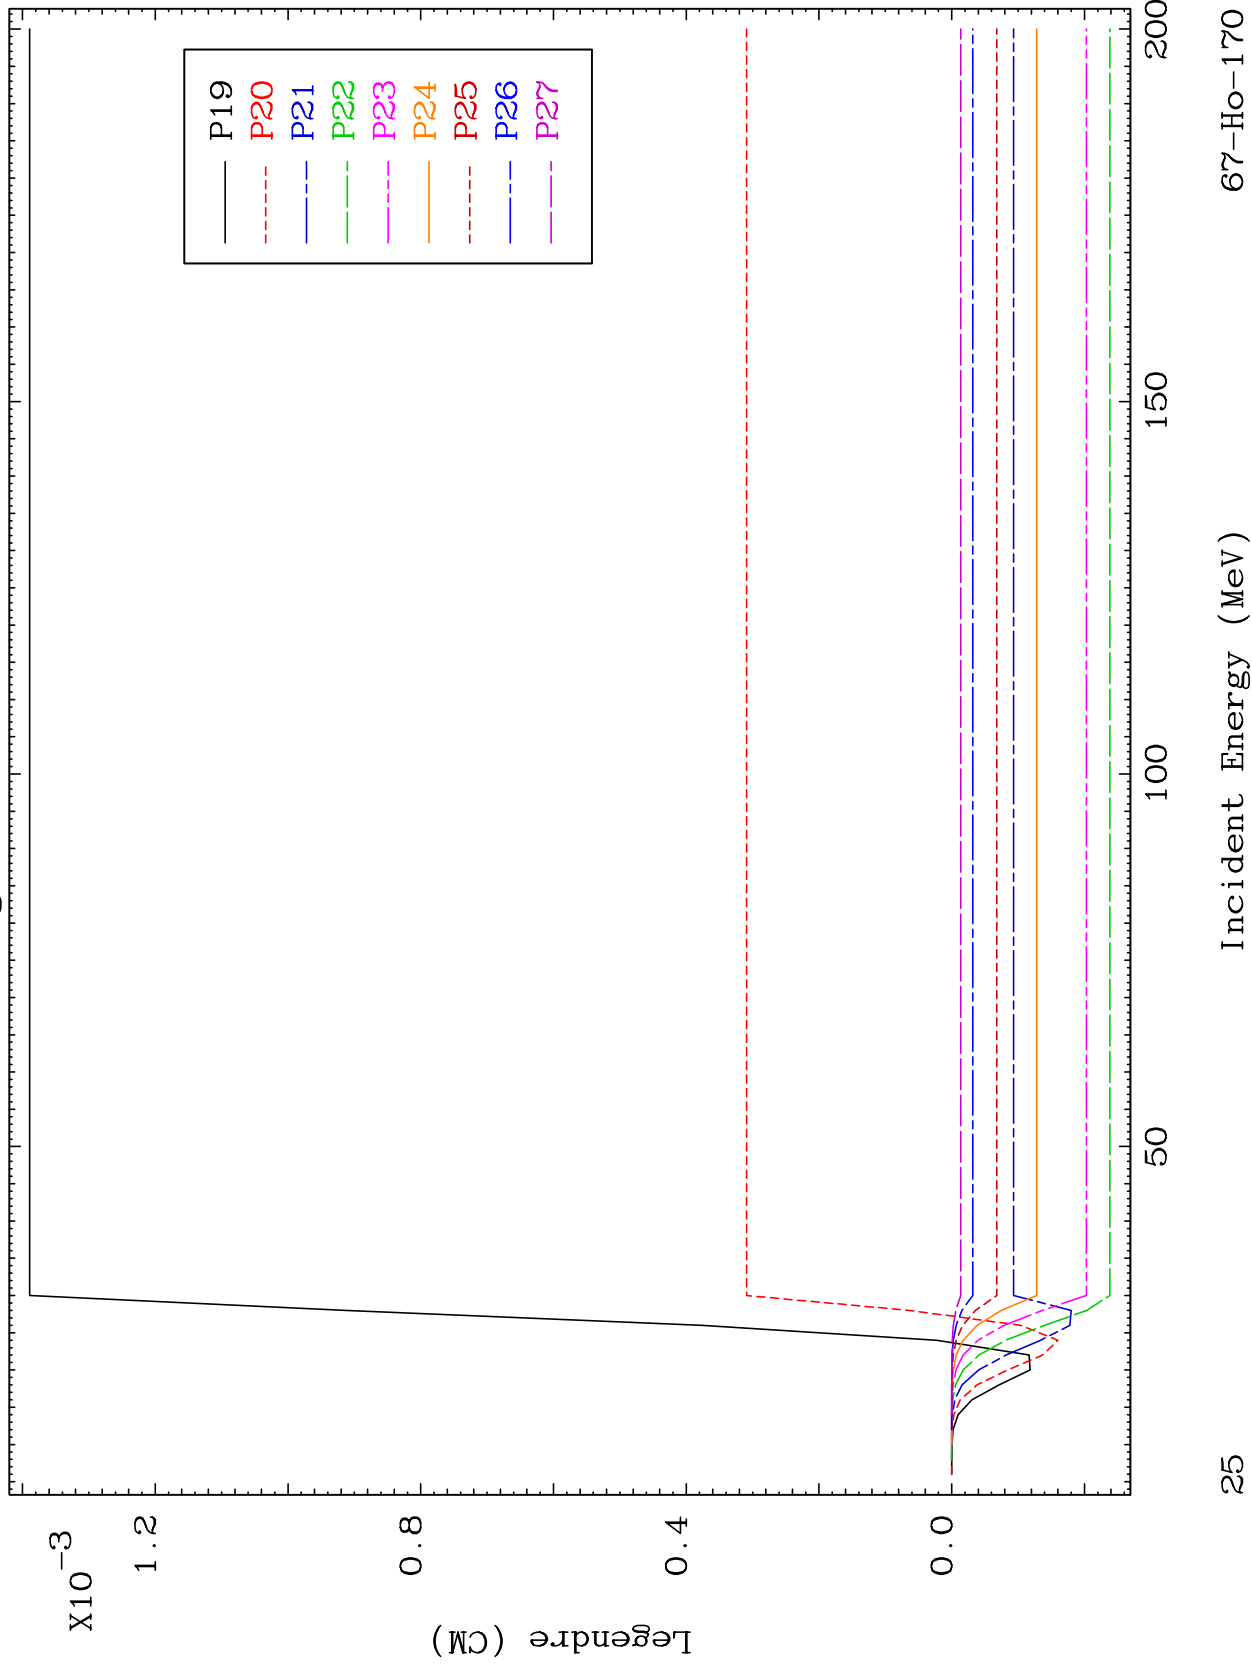 X10⁻³
1.2
0.8
0.4
0.0
Legendre (CM)
P19
P20
P21
P22
P23
P24
P25
P26
P27
50
100
150
200
25
Incident Energy (MeV)
67-Ho-170